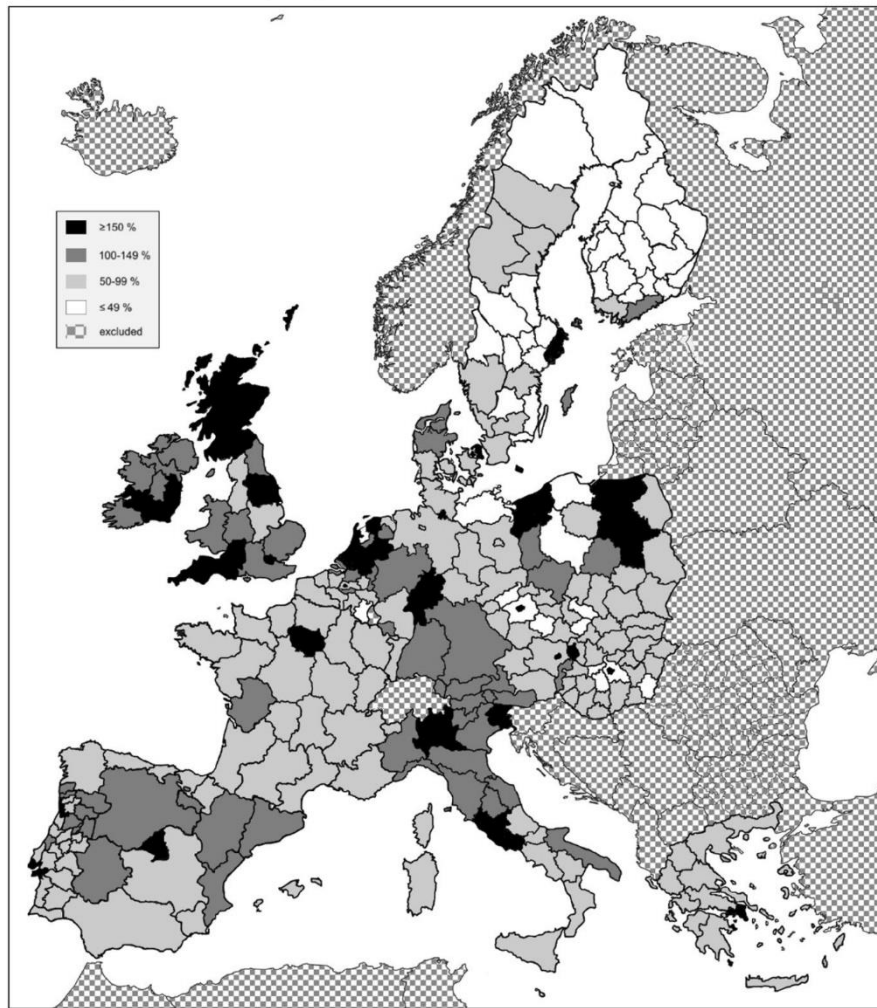 ≥150 %
100-149 %
50-99 %
≤ 49 %
excluded